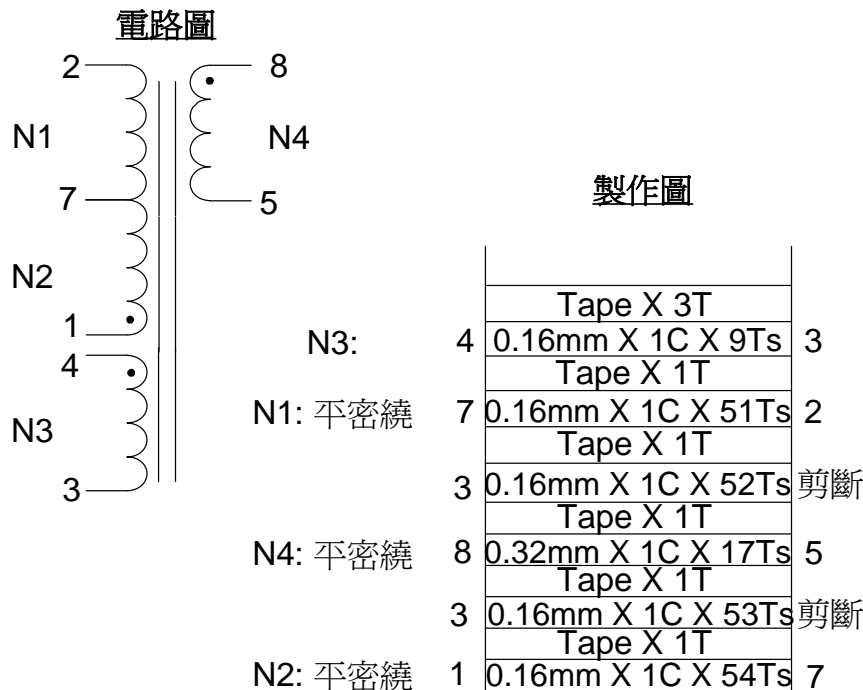 電路圖
2
8
N1
N4
7
5
N2
1
4
N3
3
製作圖
Tape X 3T
N3: 4 0.16mm X 1C X 9Ts 3
Tape X 1T
N1: 平密繞 7 0.16mm X 1C X 51Ts 2
Tape X 1T
3 0.16mm X 1C X 52Ts 剪斷
Tape X 1T
N4: 平密繞 8 0.32mm X 1C X 17Ts 5
Tape X 1T
3 0.16mm X 1C X 53Ts 剪斷
Tape X 1T
N2: 平密繞 1 0.16mm X 1C X 54Ts 7